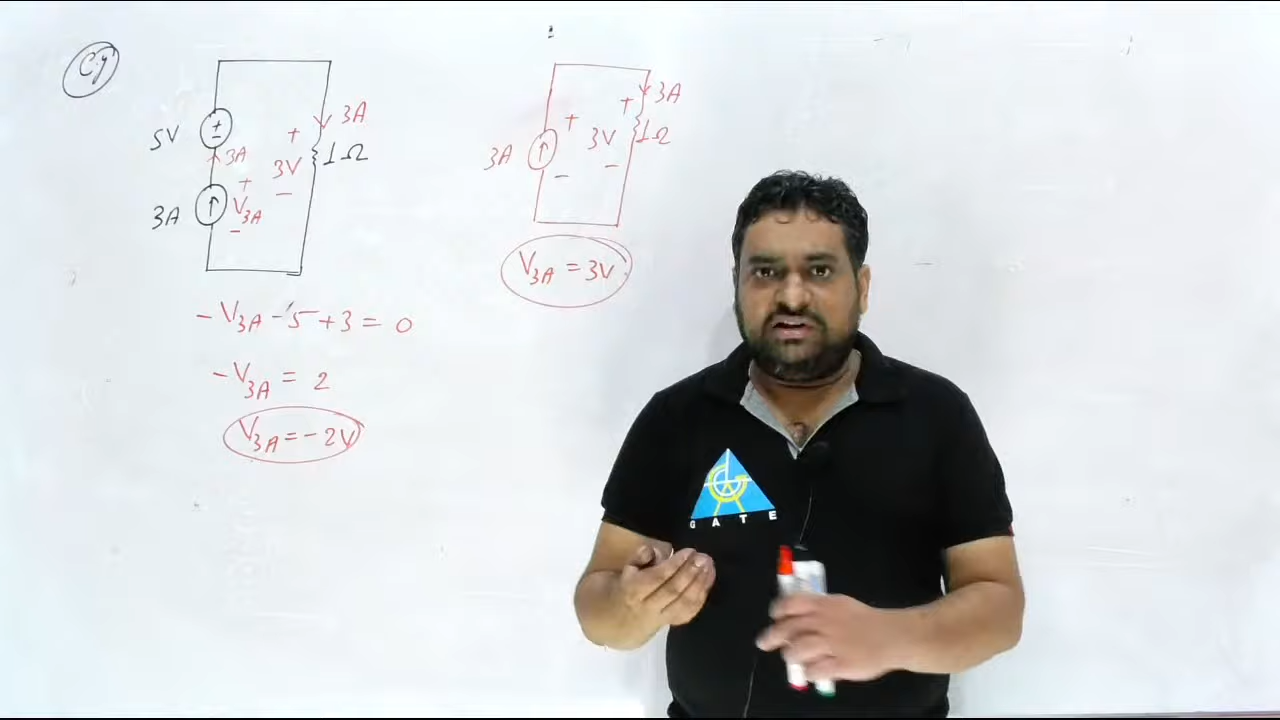 eg
5V
+
-
3A
3A
+
V3A
-
3A
+
3V
-
1Ω
3A
+
-
+
3V
-
3A
1Ω
V3A = 3V
-V3A - 5 + 3 = 0
-V3A = 2
V3A = -2V
GATE